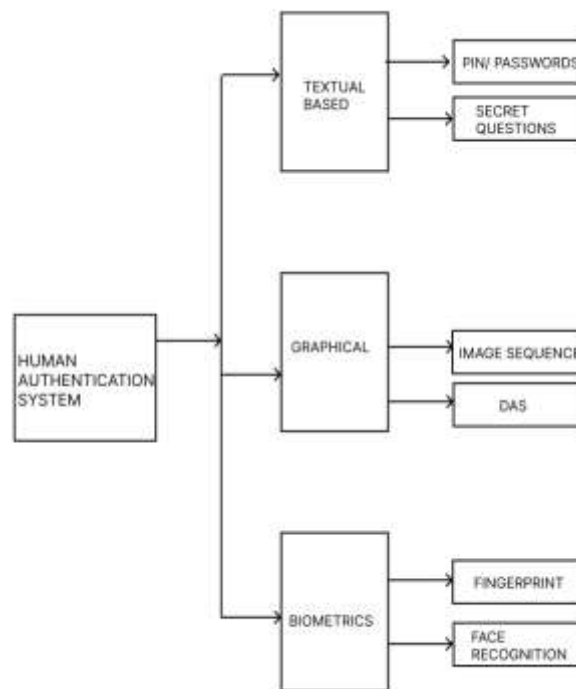 TEXTUAL
BASED
PIN/ PASSWORDS
SECRET
QUESTIONS
HUMAN
AUTHENTICATION
SYSTEM
GRAPHICAL
IMAGE SEQUENCE
DAS
BIOMETRICS
FINGERPRINT
FACE
RECOGNITION